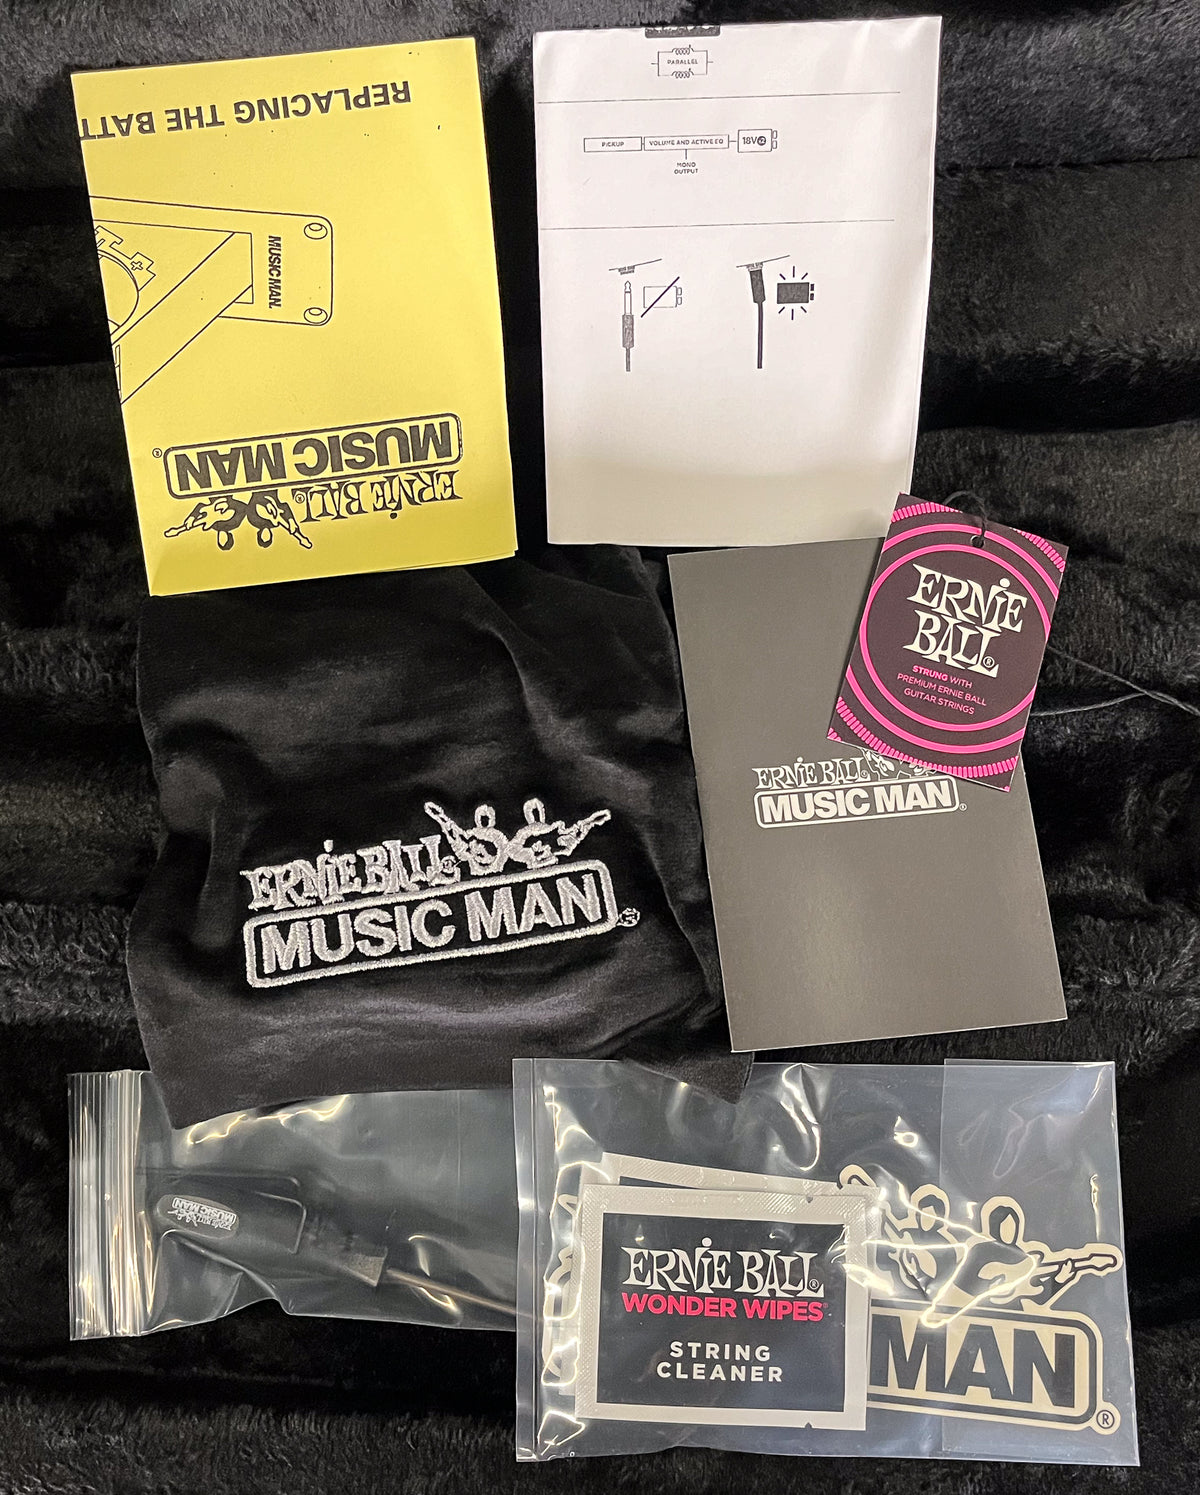 REPLACING THE BATT
MUSIC MAN.
ERNIE BALL®
MUSIC MAN®
PARALLEL
PICKUP
VOLUME AND ACTIVE EQ
18V
MONO
OUTPUT
ERNIE
BALL®
STRUNG WITH
PREMIUM ERNIE BALL
GUITAR STRINGS
ERNIE BALL®
MUSIC MAN®
ERNIE BALL®
MUSIC MAN®
ERNIE BALL
MUSIC MAN
ERNIE BALL®
WONDER WIPES®
STRING
CLEANER
MAN®